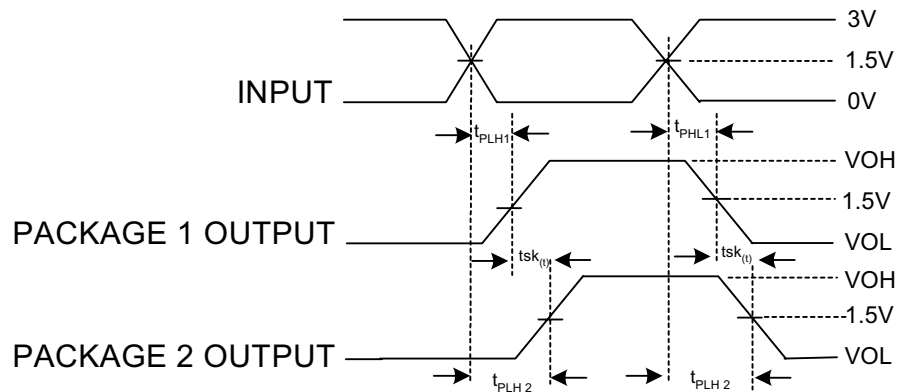 3V
1.5V
INPUT
0V
tPLH1
tPHL1
VOH
1.5V
PACKAGE 1 OUTPUT
VOL
tsk(t)
tsk(t)
VOH
1.5V
PACKAGE 2 OUTPUT
VOL
tPLH 2
tPLH 2